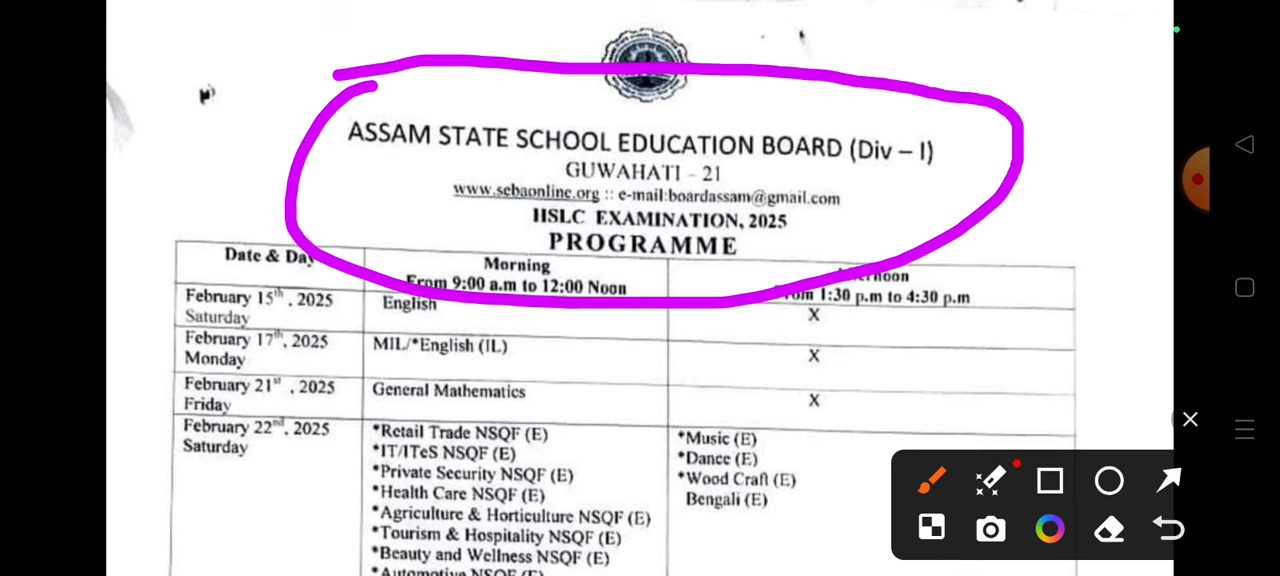 ASSAM STATE SCHOOL EDUCATION BOARD (Div – I)
GUWAHATI – 21
www.sebaonline.org :: e-mail:boardassam@gmail.com
HSLC EXAMINATION, 2025
PROGRAMME
Date & Day
Morning
From 9:00 a.m to 12:00 Noon
1:30 p.m to 4:30 p.m
February 15th , 2025
Saturday
English
X
February 17th, 2025
Monday
MIL/*English (IL)
X
February 21st , 2025
Friday
General Mathematics
X
February 22nd, 2025
Saturday
*Retail Trade NSQF (E)
*IT/ITeS NSQF (E)
*Private Security NSQF (E)
*Health Care NSQF (E)
*Agriculture & Horticulture NSQF (E)
*Tourism & Hospitality NSQF (E)
*Beauty and Wellness NSQF (E)
*Automotive NSQF (E)
*Music (E)
*Dance (E)
*Wood Craft (E)
Bengali (E)